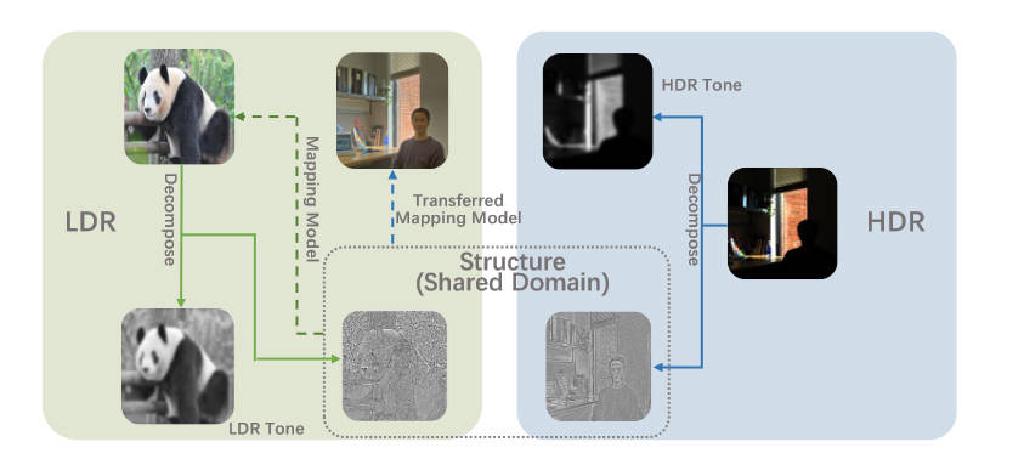 HDR Tone
Decompose
Mapping Model
Decompose
Transferred
Mapping Model
LDR
HDR
Structure
(Shared Domain)
LDR Tone